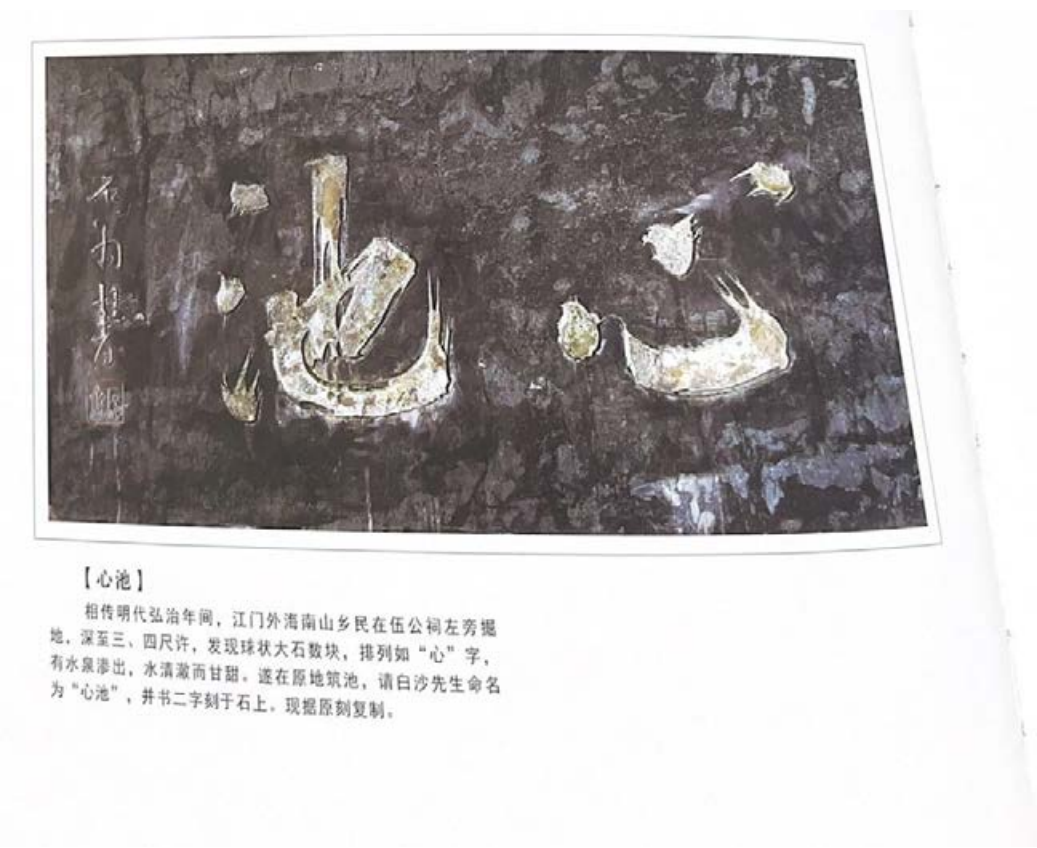 心池
石翁书
【心池】
相传明代弘治年间，江门外海南山乡民在伍公祠左旁掘
地，深至三、四尺许，发现球状大石数块，排列如“心”字，
有水泉渗出，水清澈而甘甜。遂在原地筑池，请白沙先生命名
为“心池”，并书二字刻于石上。现据原刻复制。